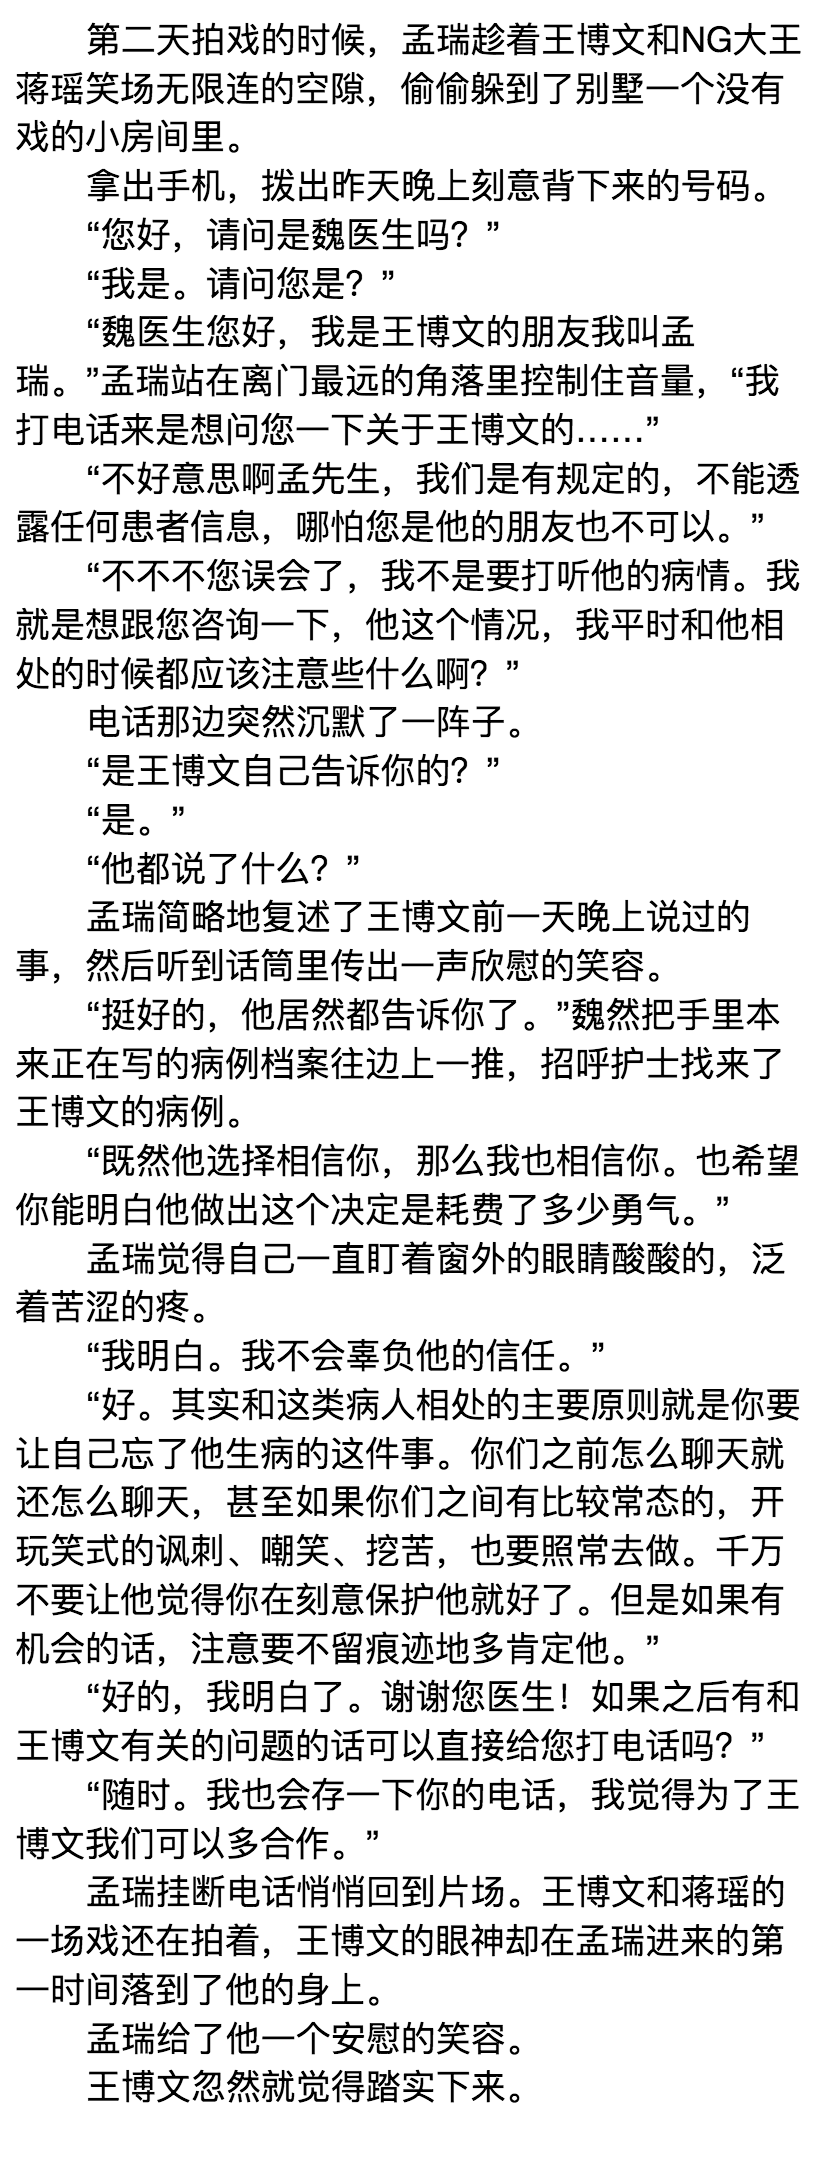 第二天拍戏的时候，孟瑞趁着王博文和NG大王
蒋瑶笑场无限连的空隙，偷偷躲到了别墅一个没有
戏的小房间里。
拿出手机，拨出昨天晚上刻意背下来的号码。
“您好，请问是魏医生吗？”
“我是。请问您是？”
“魏医生您好，我是王博文的朋友我叫孟
瑞。”孟瑞站在离门最远的角落里控制住音量，“我
打电话来是想问您一下关于王博文的……”
“不好意思啊孟先生，我们是有规定的，不能透
露任何患者信息，哪怕您是他的朋友也不可以。”
“不不不您误会了，我不是要打听他的病情。我
就是想跟您咨询一下，他这个情况，我平时和他相
处的时候都应该注意些什么啊？”
电话那边突然沉默了一阵子。
“是王博文自己告诉你的？”
“是。”
“他都说了什么？”
孟瑞简略地复述了王博文前一天晚上说过的
事，然后听到话筒里传出一声欣慰的笑容。
“挺好的，他居然都告诉你了。”魏然把手里本
来正在写的病例档案往边上一推，招呼护士找来了
王博文的病例。
“既然他选择相信你，那么我也相信你。也希望
你能明白他做出这个决定是耗费了多少勇气。”
孟瑞觉得自己一直盯着窗外的眼睛酸酸的，泛
着苦涩的疼。
“我明白。我不会辜负他的信任。”
“好。其实和这类病人相处的主要原则就是你要
让自己忘了他生病的这件事。你们之前怎么聊天就
还怎么聊天，甚至如果你们之间有比较常态的，开
玩笑式的讽刺、嘲笑、挖苦，也要照常去做。千万
不要让他觉得你在刻意保护他就好了。但是如果有
机会的话，注意要不留痕迹地多肯定他。”
“好的，我明白了。谢谢您医生！如果之后有和
王博文有关的问题的话可以直接给您打电话吗？”
“随时。我也会存一下你的电话，我觉得为了王
博文我们可以多合作。”
孟瑞挂断电话悄悄回到片场。王博文和蒋瑶的
一场戏还在拍着，王博文的眼神却在孟瑞进来的第
一时间落到了他的身上。
孟瑞给了他一个安慰的笑容。
王博文忽然就觉得踏实下来。